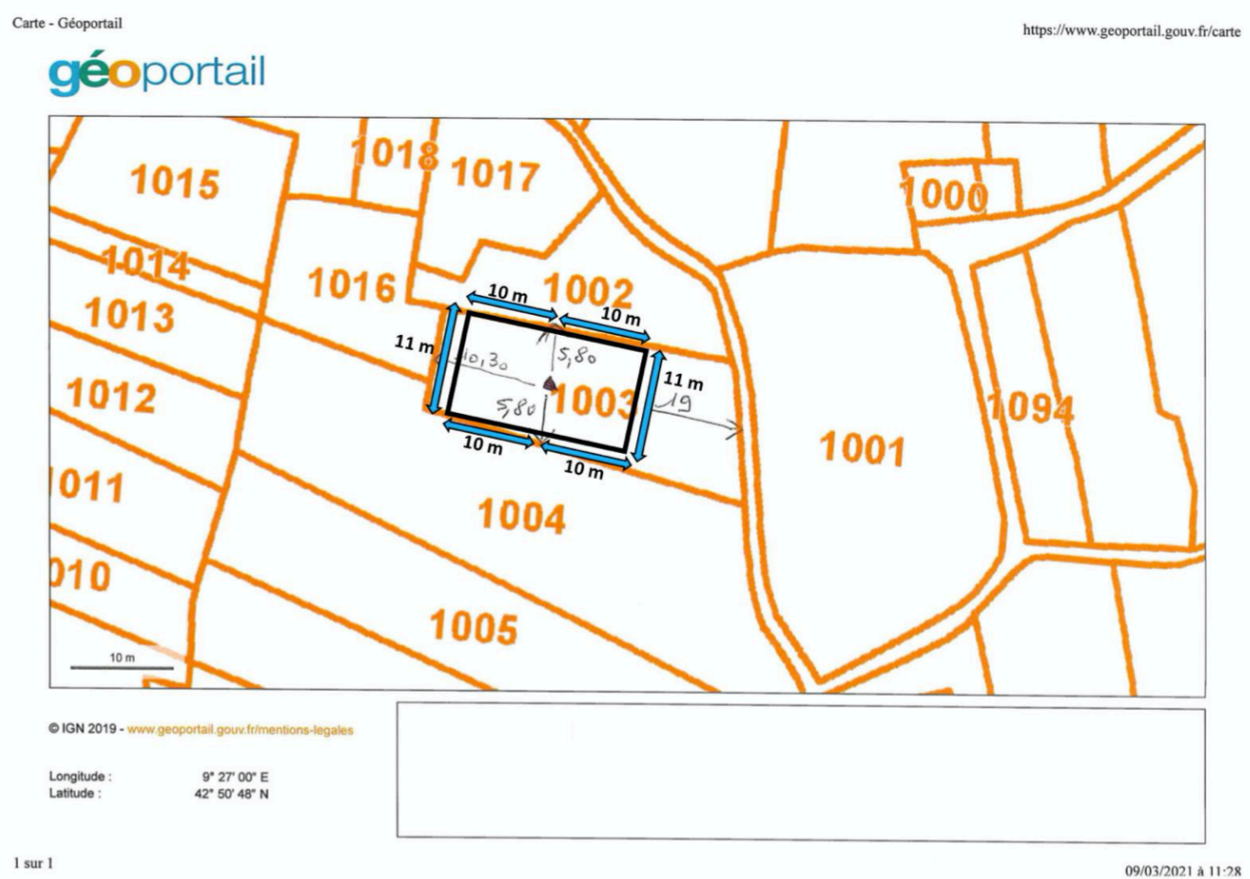 Carte - Géoportail
https://www.geoportail.gouv.fr/carte
géoportail
1018
1017
1015
1000
1014
1016
10 m
1002
1013
10 m
11 m
10,30
5,80
11 m
1012
5,80
1003
19
1094
10 m
10 m
1001
011
1004
010
1005
10 m
© IGN 2019 - www.geoportail.gouv.fr/mentions-legales
Longitude : 9° 27' 00" E
Latitude : 42° 50' 48" N
1 sur 1
09/03/2021 à 11:28